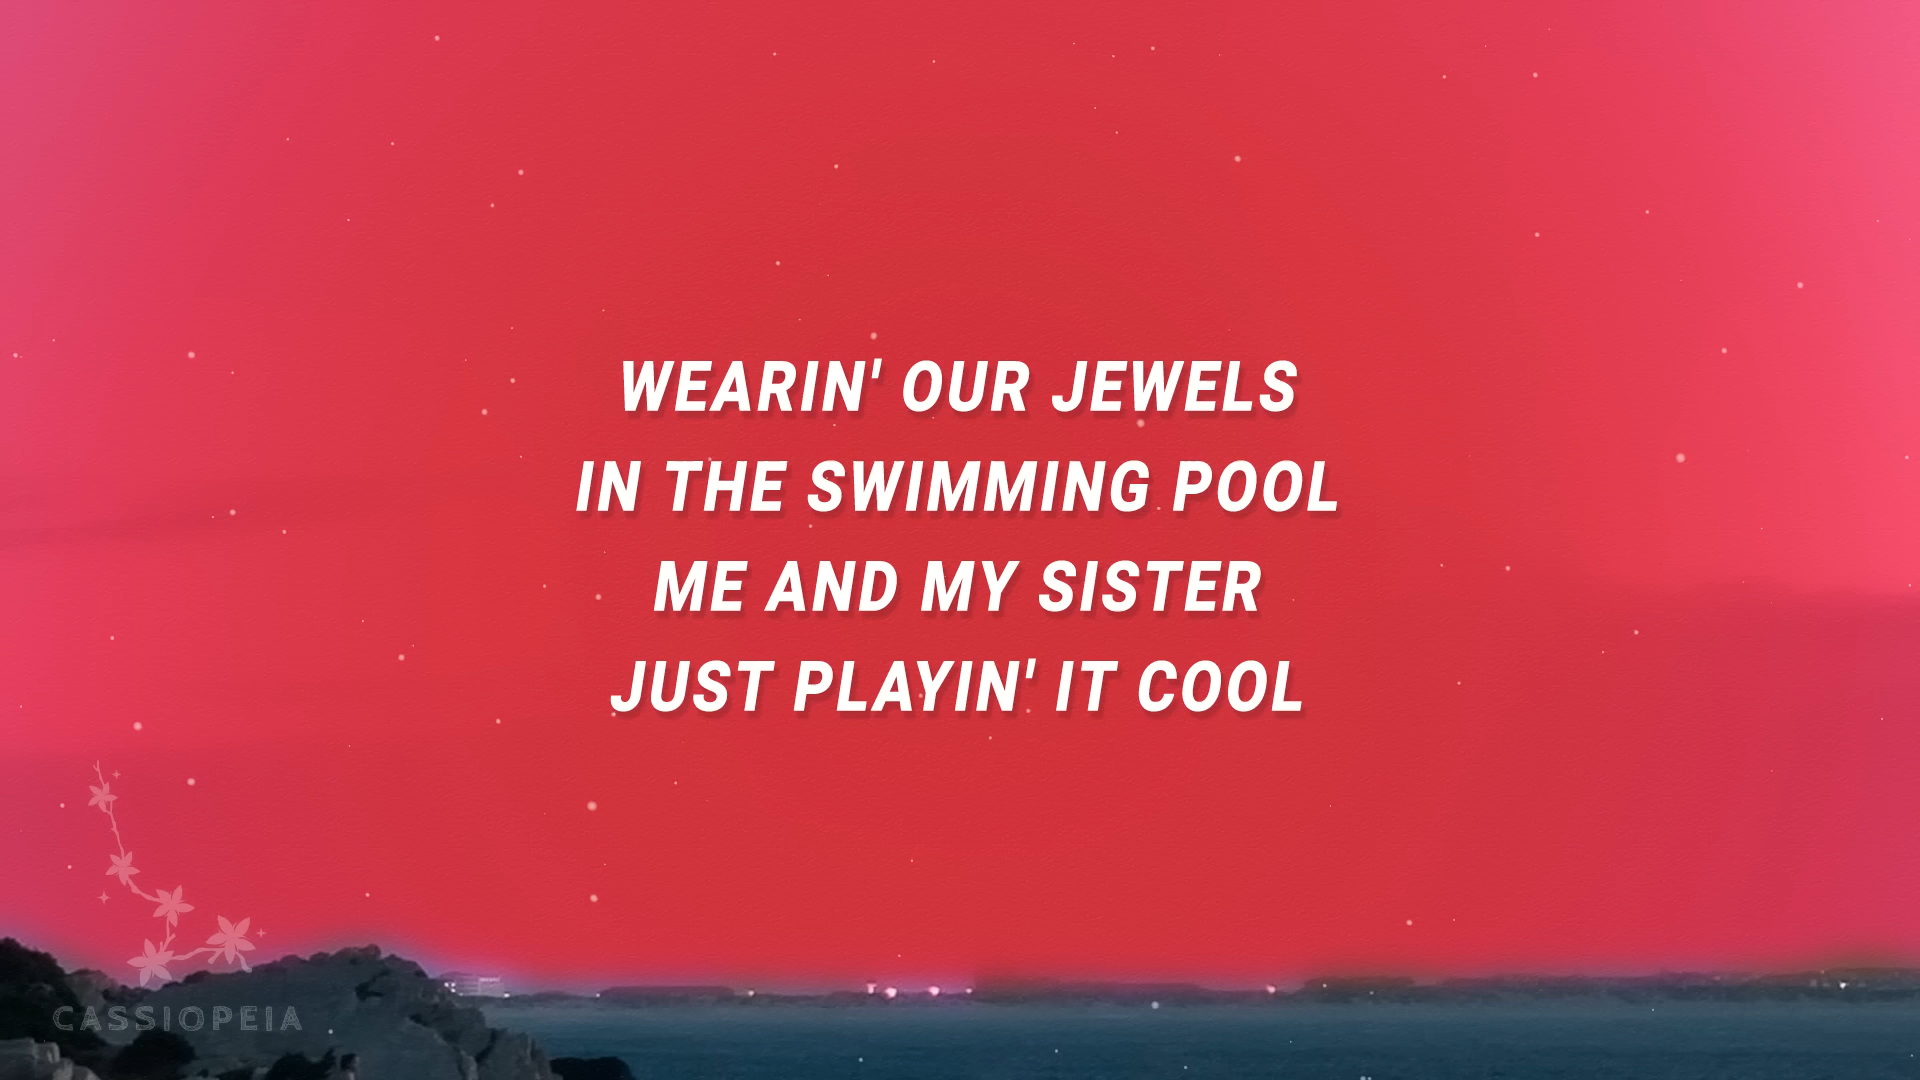 WEARIN' OUR JEWELS
IN THE SWIMMING POOL
ME AND MY SISTER
JUST PLAYIN' IT COOL
CASSIOPEIA